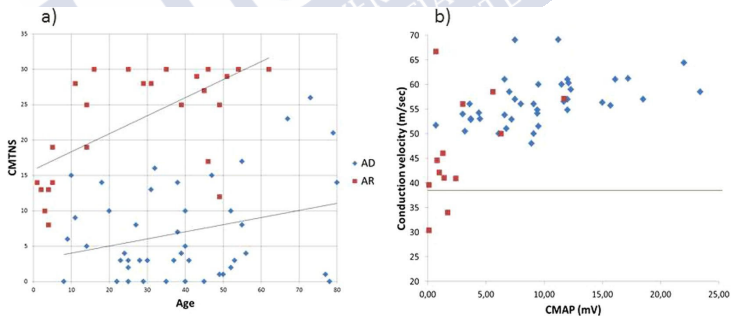 a)
b)
a)
CMTNS
35
30
25
20
15
10
5
0
0 10 20 30 40 50 60 70 80
Age
AD
AR
Conduction velocity (m/sec)
70
65
60
55
50
45
40
35
30
25
20
0,00 5,00 10,00 15,00 20,00 25,00
CMAP (mV)